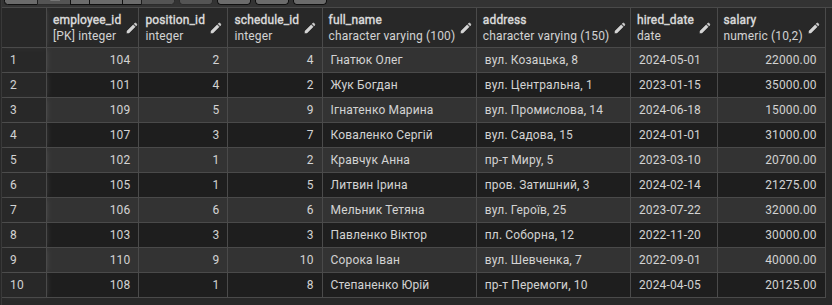 employee_id position_id schedule_id full_name address hired_date salary
[PK] integer integer integer character varying (100) character varying (150) date numeric (10,2)
1 104 2 4 Гнатюк Олег вул. Козацька, 8 2024-05-01 22000.00
2 101 4 2 Жук Богдан вул. Центральна, 1 2023-01-15 35000.00
3 109 5 9 Ігнатенко Марина вул. Промислова, 14 2024-06-18 15000.00
4 107 3 7 Коваленко Сергій вул. Садова, 15 2024-01-01 31000.00
5 102 1 2 Кравчук Анна пр-т Миру, 5 2023-03-10 20700.00
6 105 1 5 Литвин Ірина пров. Затишний, 3 2024-02-14 21275.00
7 106 6 6 Мельник Тетяна вул. Героїв, 25 2023-07-22 32000.00
8 103 3 3 Павленко Віктор пл. Соборна, 12 2022-11-20 30000.00
9 110 9 10 Сорока Іван вул. Шевченка, 7 2022-09-01 40000.00
10 108 1 8 Степаненко Юрій пр-т Перемоги, 10 2024-04-05 20125.00